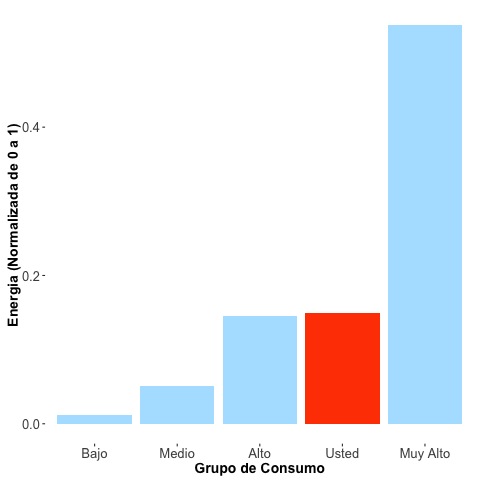 Energia (Normalizada de 0 a 1)
0.4
0.2
0.0
Bajo Medio Alto Usted Muy Alto
Grupo de Consumo